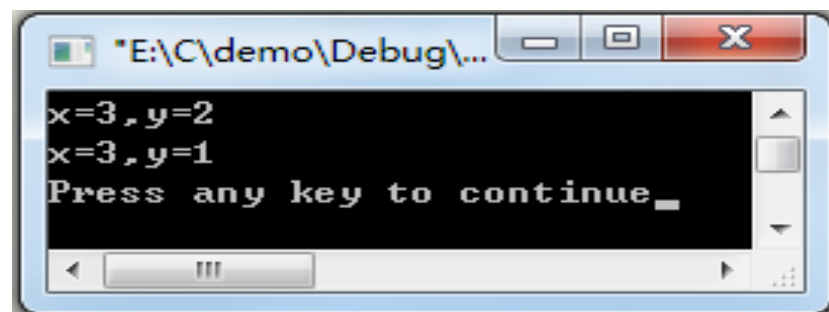 "E:\C\demo\Debug\...
x=3,y=2
x=3,y=1
Press any key to continue_